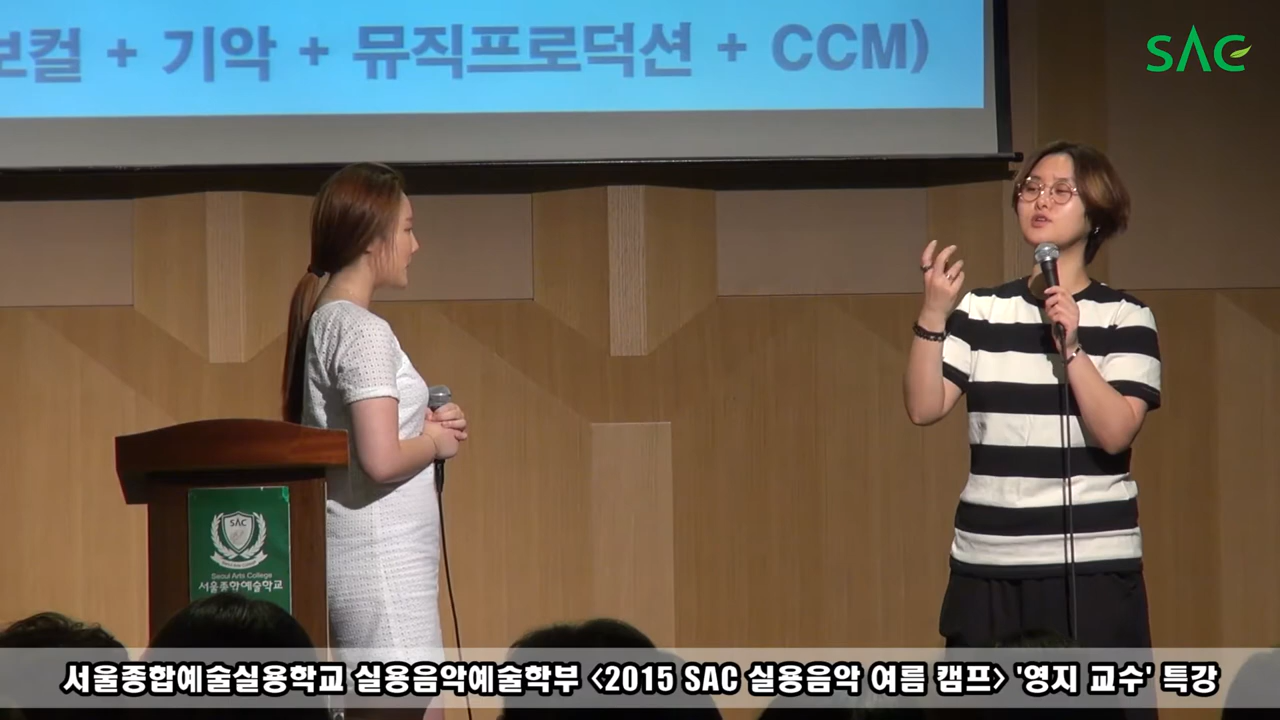 보컬 + 기악 + 뮤직프로덕션 + CCM)
SAC
SAC
Seoul Arts College
서울종합예술학교
서울종합예술실용학교 실용음악예술학부 <2015 SAC 실용음악 여름 캠프> '영지 교수' 특강